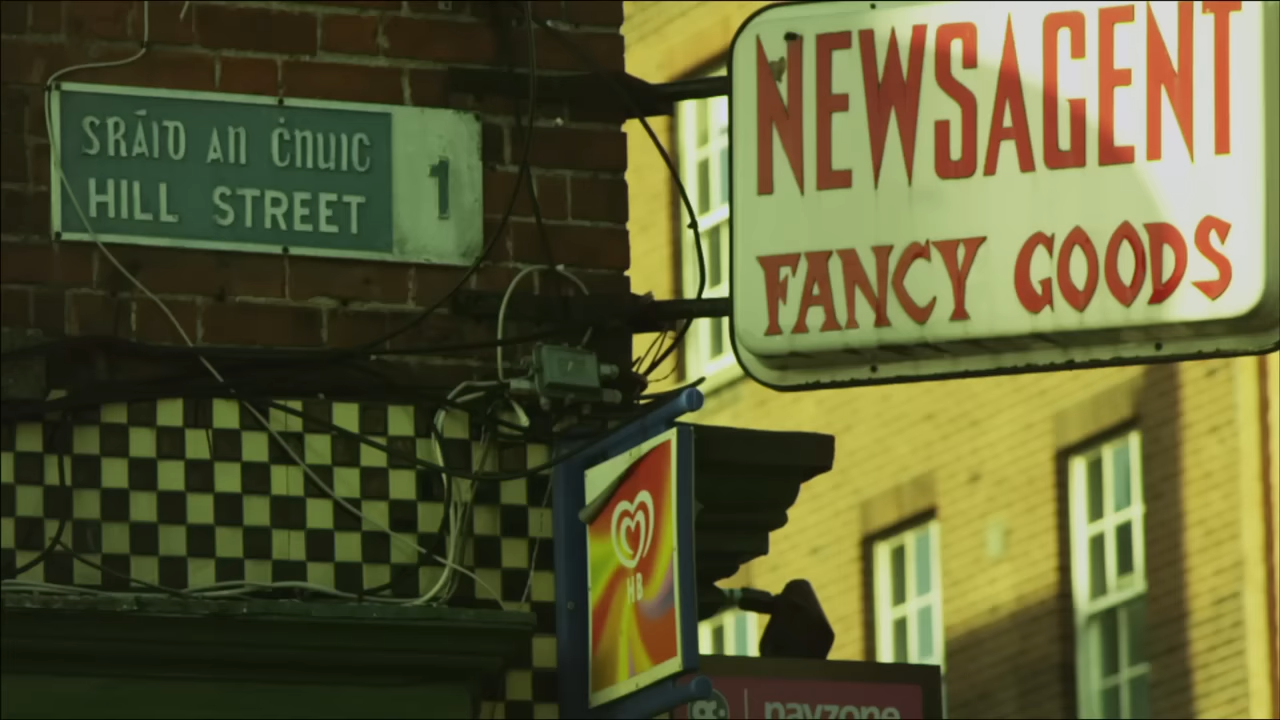 SRÁID AN ĊNUIC
HILL STREET
1
NEWSAGENT
FANCY GOODS
HB
payzone